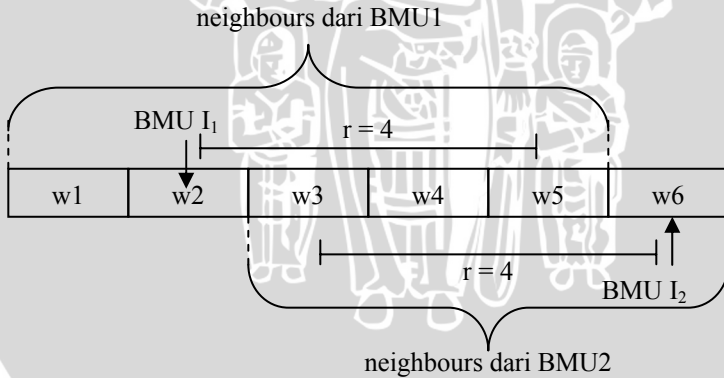 neighbours dari BMU1
BMU I₁
r = 4
w1 w2 w3 w4 w5 w6
r = 4
BMU I₂
neighbours dari BMU2